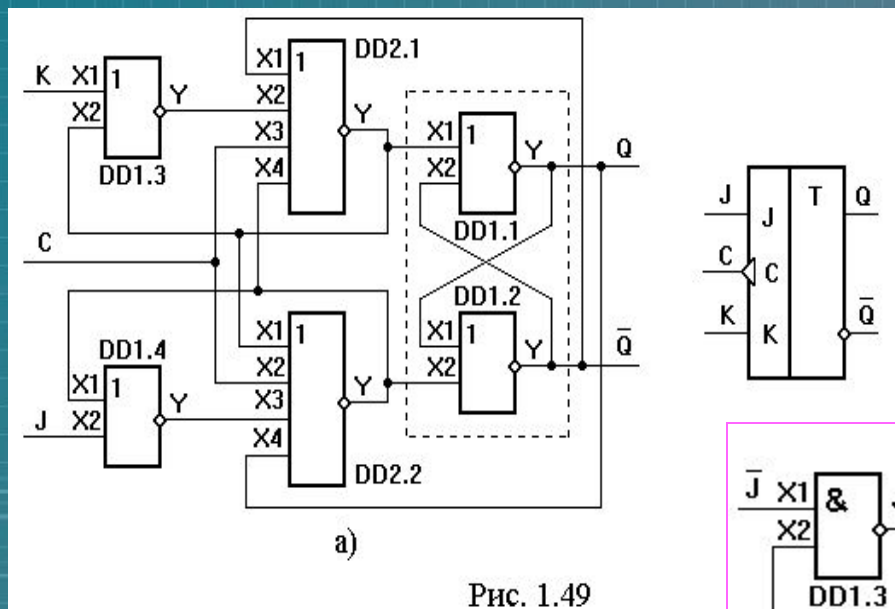 X1 1 DD2.1
K X1 1 Y X2 Y X1 1 Y Q
X2 X3 X2
DD1.3 X4 DD1.1
C
DD1.2
DD1.4 X1 1 X1 1 Y Q̄
X1 1 Y X2 Y X2
J X2 X3
X4 DD2.2
а)
Рис. 1.49
J J T Q
C C
K K Q̄
J̄ X1 &
X2
DD1.3